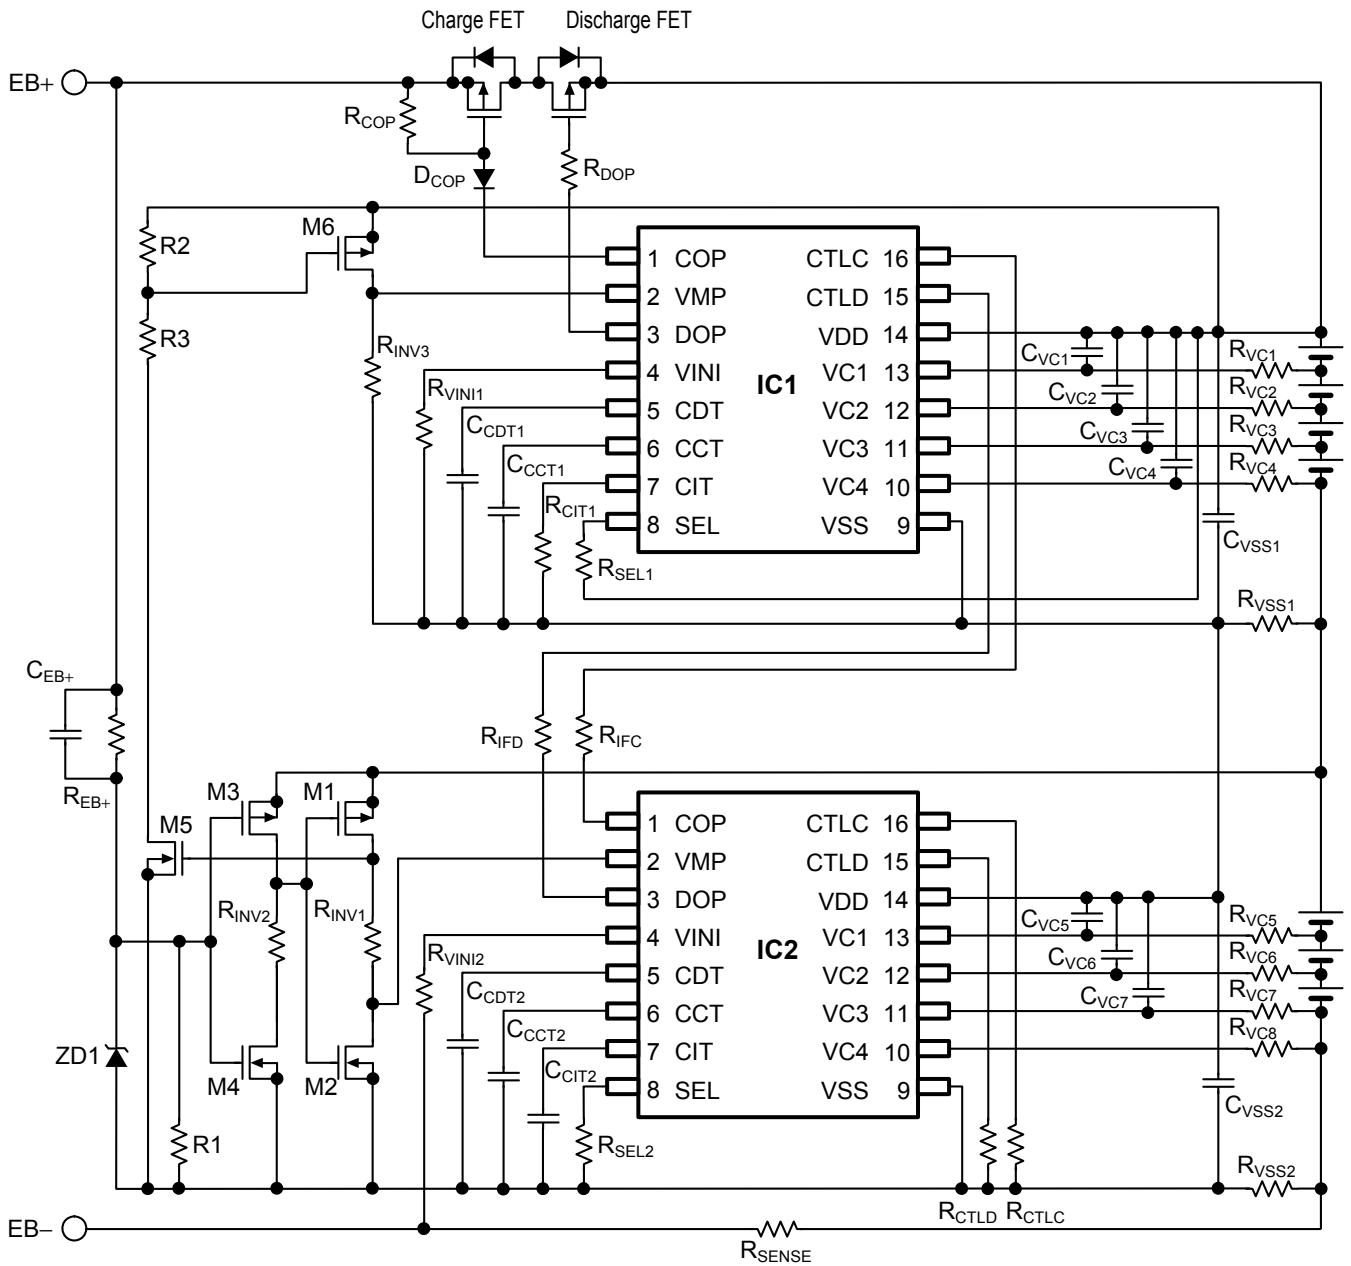 Charge FET Discharge FET
EB+
RCOP
DCOP
RDOP
M6
R2
R3
RINV3
1 COP CTLC 16
2 VMP CTLD 15
3 DOP VDD 14
4 VINI VC1 13
5 CDT VC2 12
6 CCT VC3 11
7 CIT VC4 10
8 SEL VSS 9
IC1
RVINI1
CCDT1
CCCT1
RCIT1
RSEL1
CVC1
CVC2
CVC3
CVC4
RVC1
RVC2
RVC3
RVC4
CVSS1
RVSS1
CEB+
REB+
RIFD
RIFC
M3
M1
M5
RINV2
RINV1
1 COP CTLC 16
2 VMP CTLD 15
3 DOP VDD 14
4 VINI VC1 13
5 CDT VC2 12
6 CCT VC3 11
7 CIT VC4 10
8 SEL VSS 9
IC2
RVINI2
CCDT2
CCCT2
CCIT2
RSEL2
CVC5
CVC6
CVC7
RVC5
RVC6
RVC7
RVC8
CVSS2
RVSS2
ZD1
M4
M2
R1
RCTLD
RCTLC
EB−
RSENSE